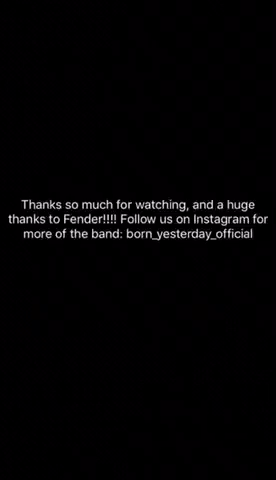 Thanks so much for watching, and a huge
thanks to Fender!!!! Follow us on Instagram for
more of the band: born_yesterday_official